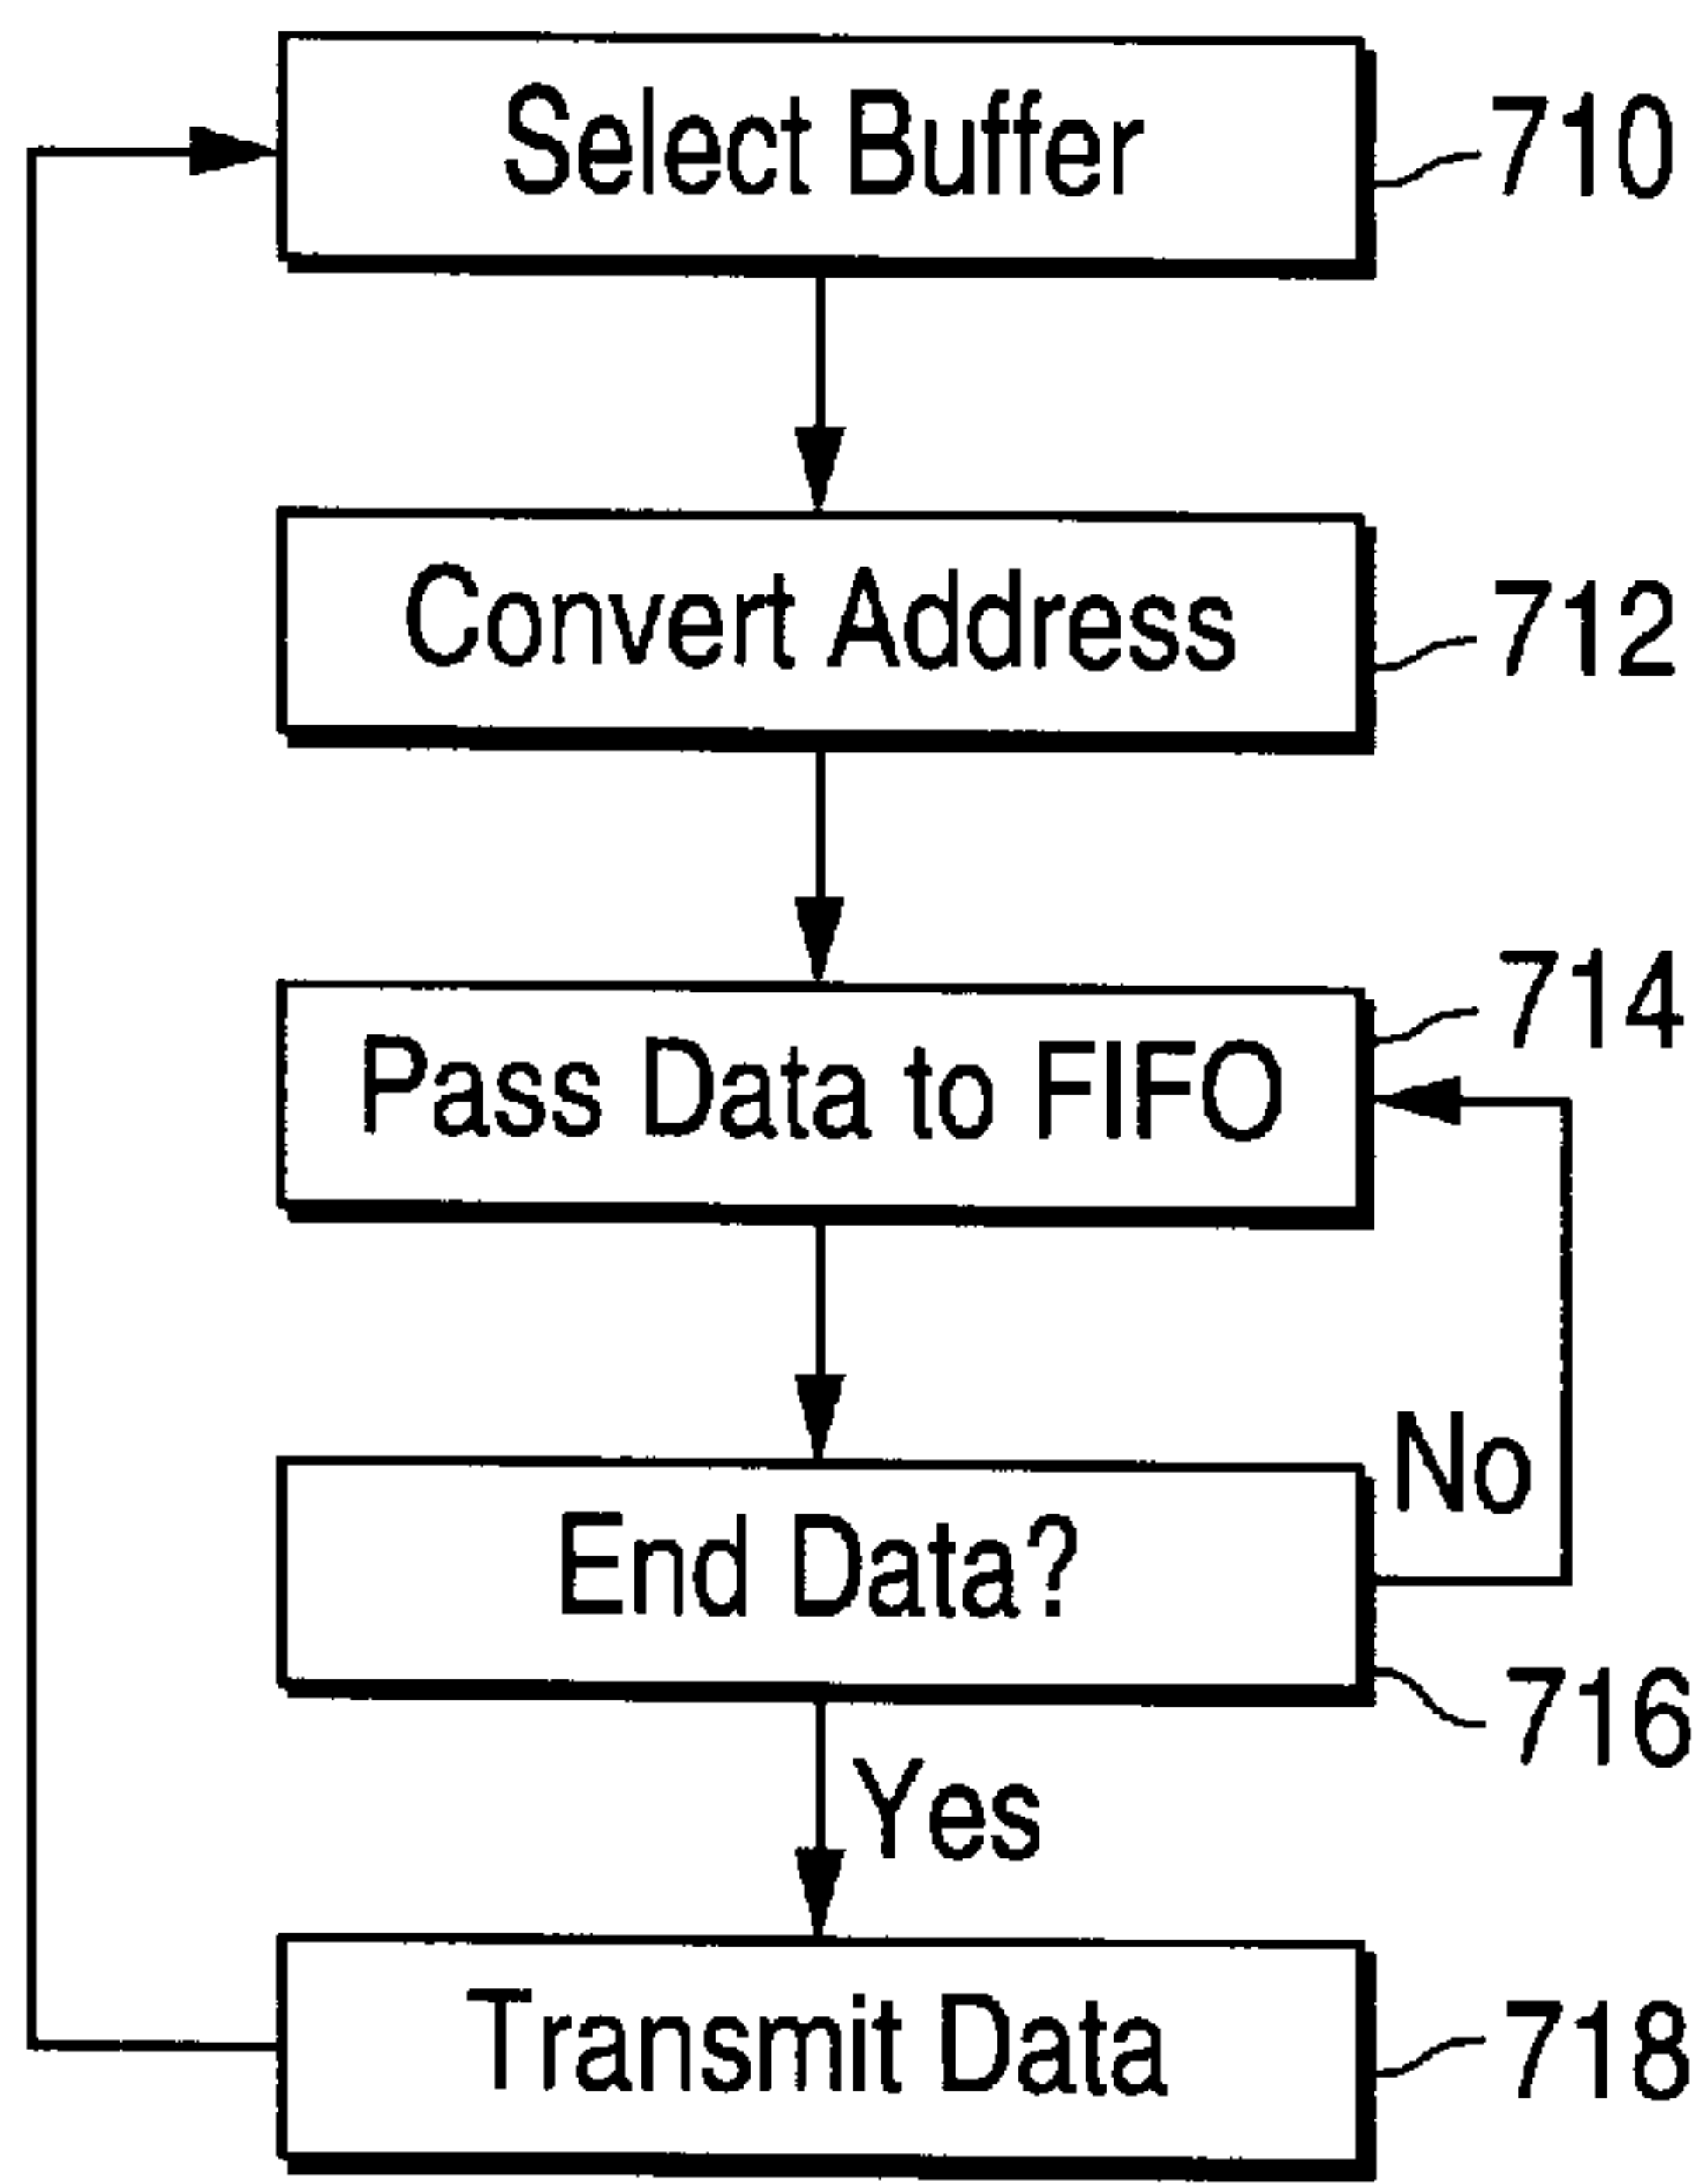 Select Buffer
710
Convert Address
712
714
Pass Data to FIFO
No
End Data?
716
Yes
Transmit Data
718